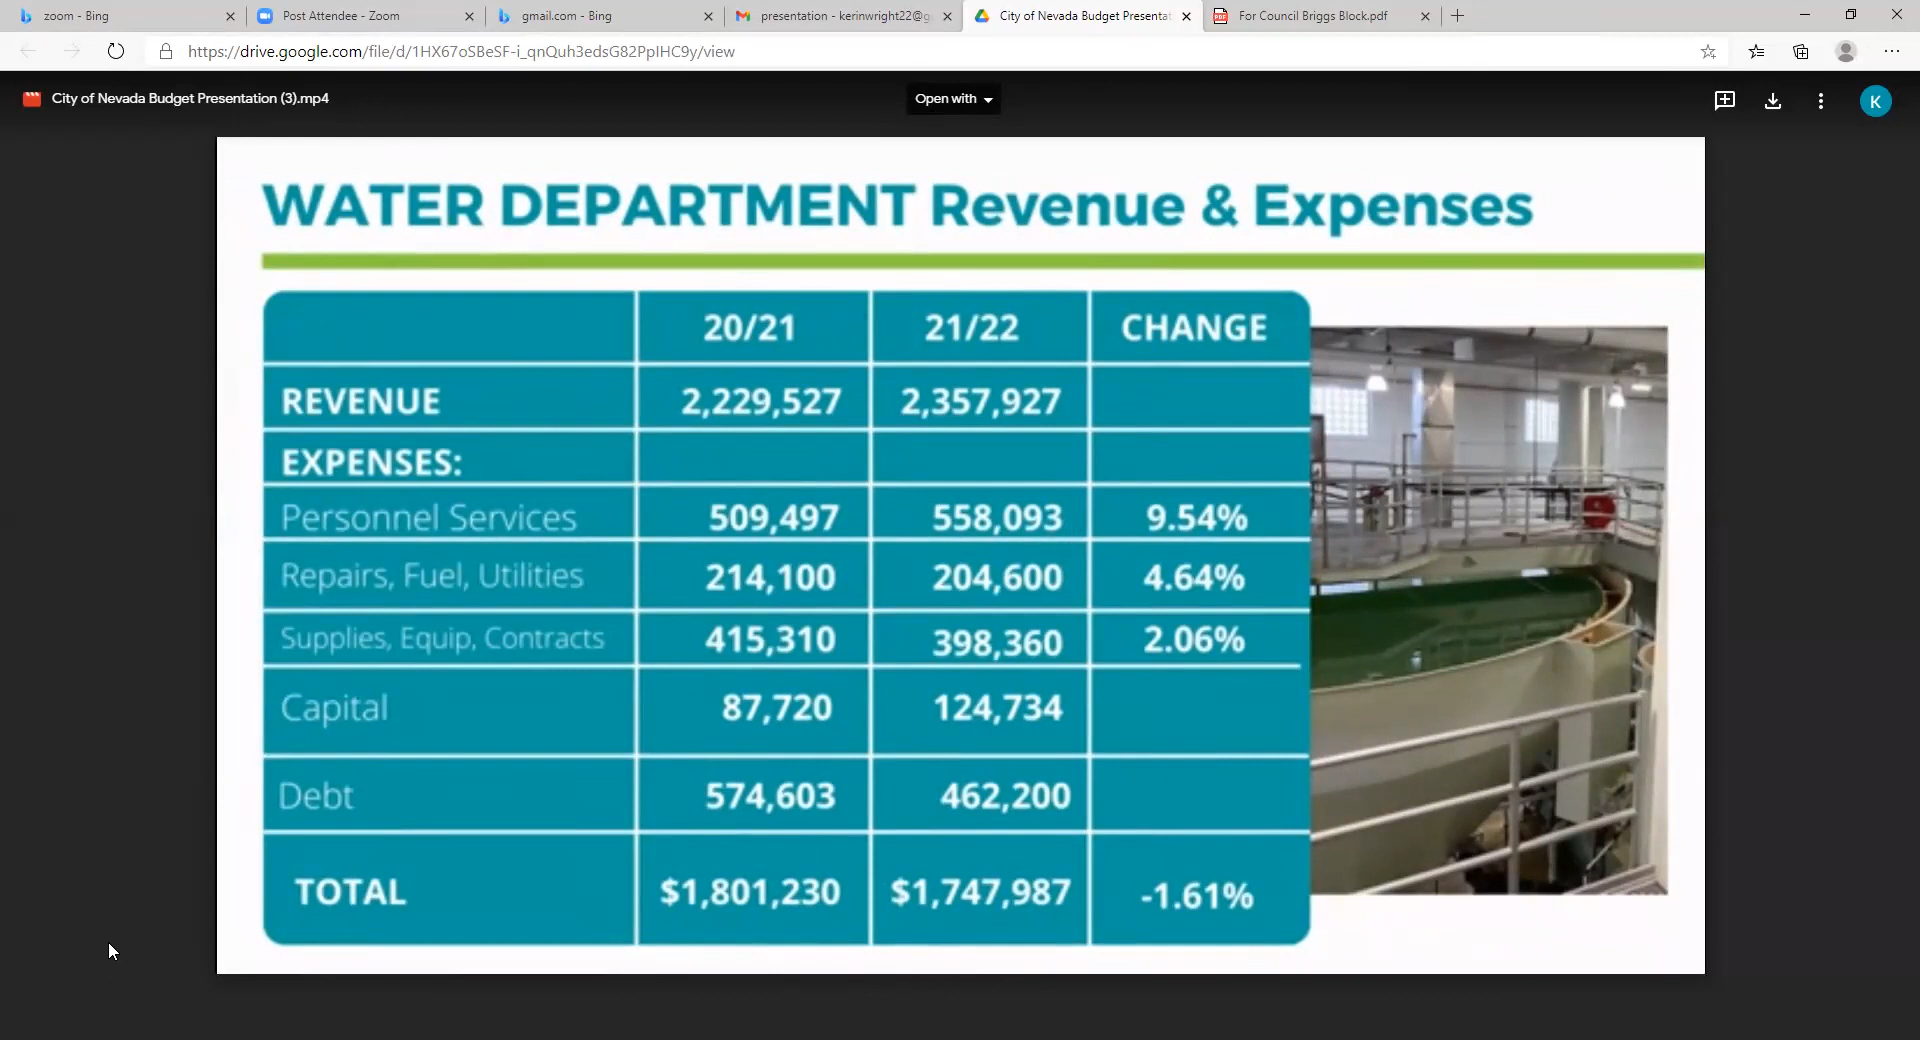 zoom - Bing
Post Attendee - Zoom
gmail.com - Bing
presentation - kerinwright22@g
City of Nevada Budget Presentat
For Council Briggs Block.pdf
https://drive.google.com/file/d/1HX67oSBeSF-i_qnQuh3edsG82PpIHC9y/view
City of Nevada Budget Presentation (3).mp4
Open with
K
WATER DEPARTMENT Revenue & Expenses
20/21 21/22 CHANGE
REVENUE 2,229,527 2,357,927
EXPENSES:
Personnel Services 509,497 558,093 9.54%
Repairs, Fuel, Utilities 214,100 204,600 4.64%
Supplies, Equip, Contracts 415,310 398,360 2.06%
Capital 87,720 124,734
Debt 574,603 462,200
TOTAL $1,801,230 $1,747,987 -1.61%